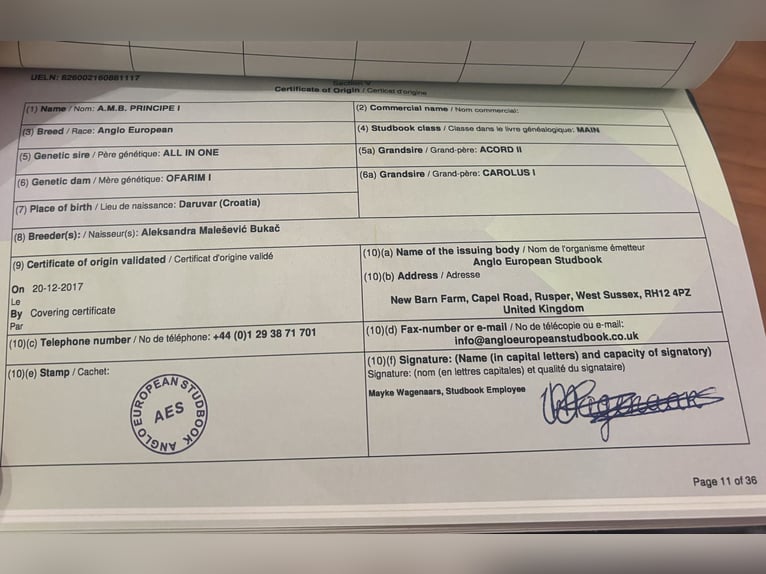 UELN: 826002160881117
Section V
Certificate of Origin / Certicat d'origine
(1) Name / Nom: A.M.B. PRINCIPE I
(2) Commercial name / Nom commercial:
(3) Breed / Race: Anglo European
(4) Studbook class / Classe dans le livre généalogique: MAIN
(5) Genetic sire / Père génétique: ALL IN ONE
(5a) Grandsire / Grand-père: ACORD II
(6) Genetic dam / Mère génétique: OFARIM I
(6a) Grandsire / Grand-père: CAROLUS I
(7) Place of birth / Lieu de naissance: Daruvar (Croatia)
(8) Breeder(s): / Naisseur(s): Aleksandra Malešević Bukač
(9) Certificate of origin validated / Certificat d'origine validé
On 20-12-2017
Le
By Covering certificate
Par
(10)(a) Name of the issuing body / Nom de l'organisme émetteur
Anglo European Studbook
(10)(b) Address / Adresse
New Barn Farm, Capel Road, Rusper, West Sussex, RH12 4PZ
United Kingdom
(10)(c) Telephone number / No de téléphone: +44 (0)1 29 38 71 701
(10)(d) Fax-number or e-mail / No de télécopie ou e-mail:
info@angloeuropeanstudbook.co.uk
(10)(e) Stamp / Cachet:
ANGLO EUROPEAN STUDBOOK
AES
(10)(f) Signature: (Name (in capital letters) and capacity of signatory)
Signature: (nom (en lettres capitales) et qualité du signataire)
Mayke Wagenaars, Studbook Employee
Page 11 of 36